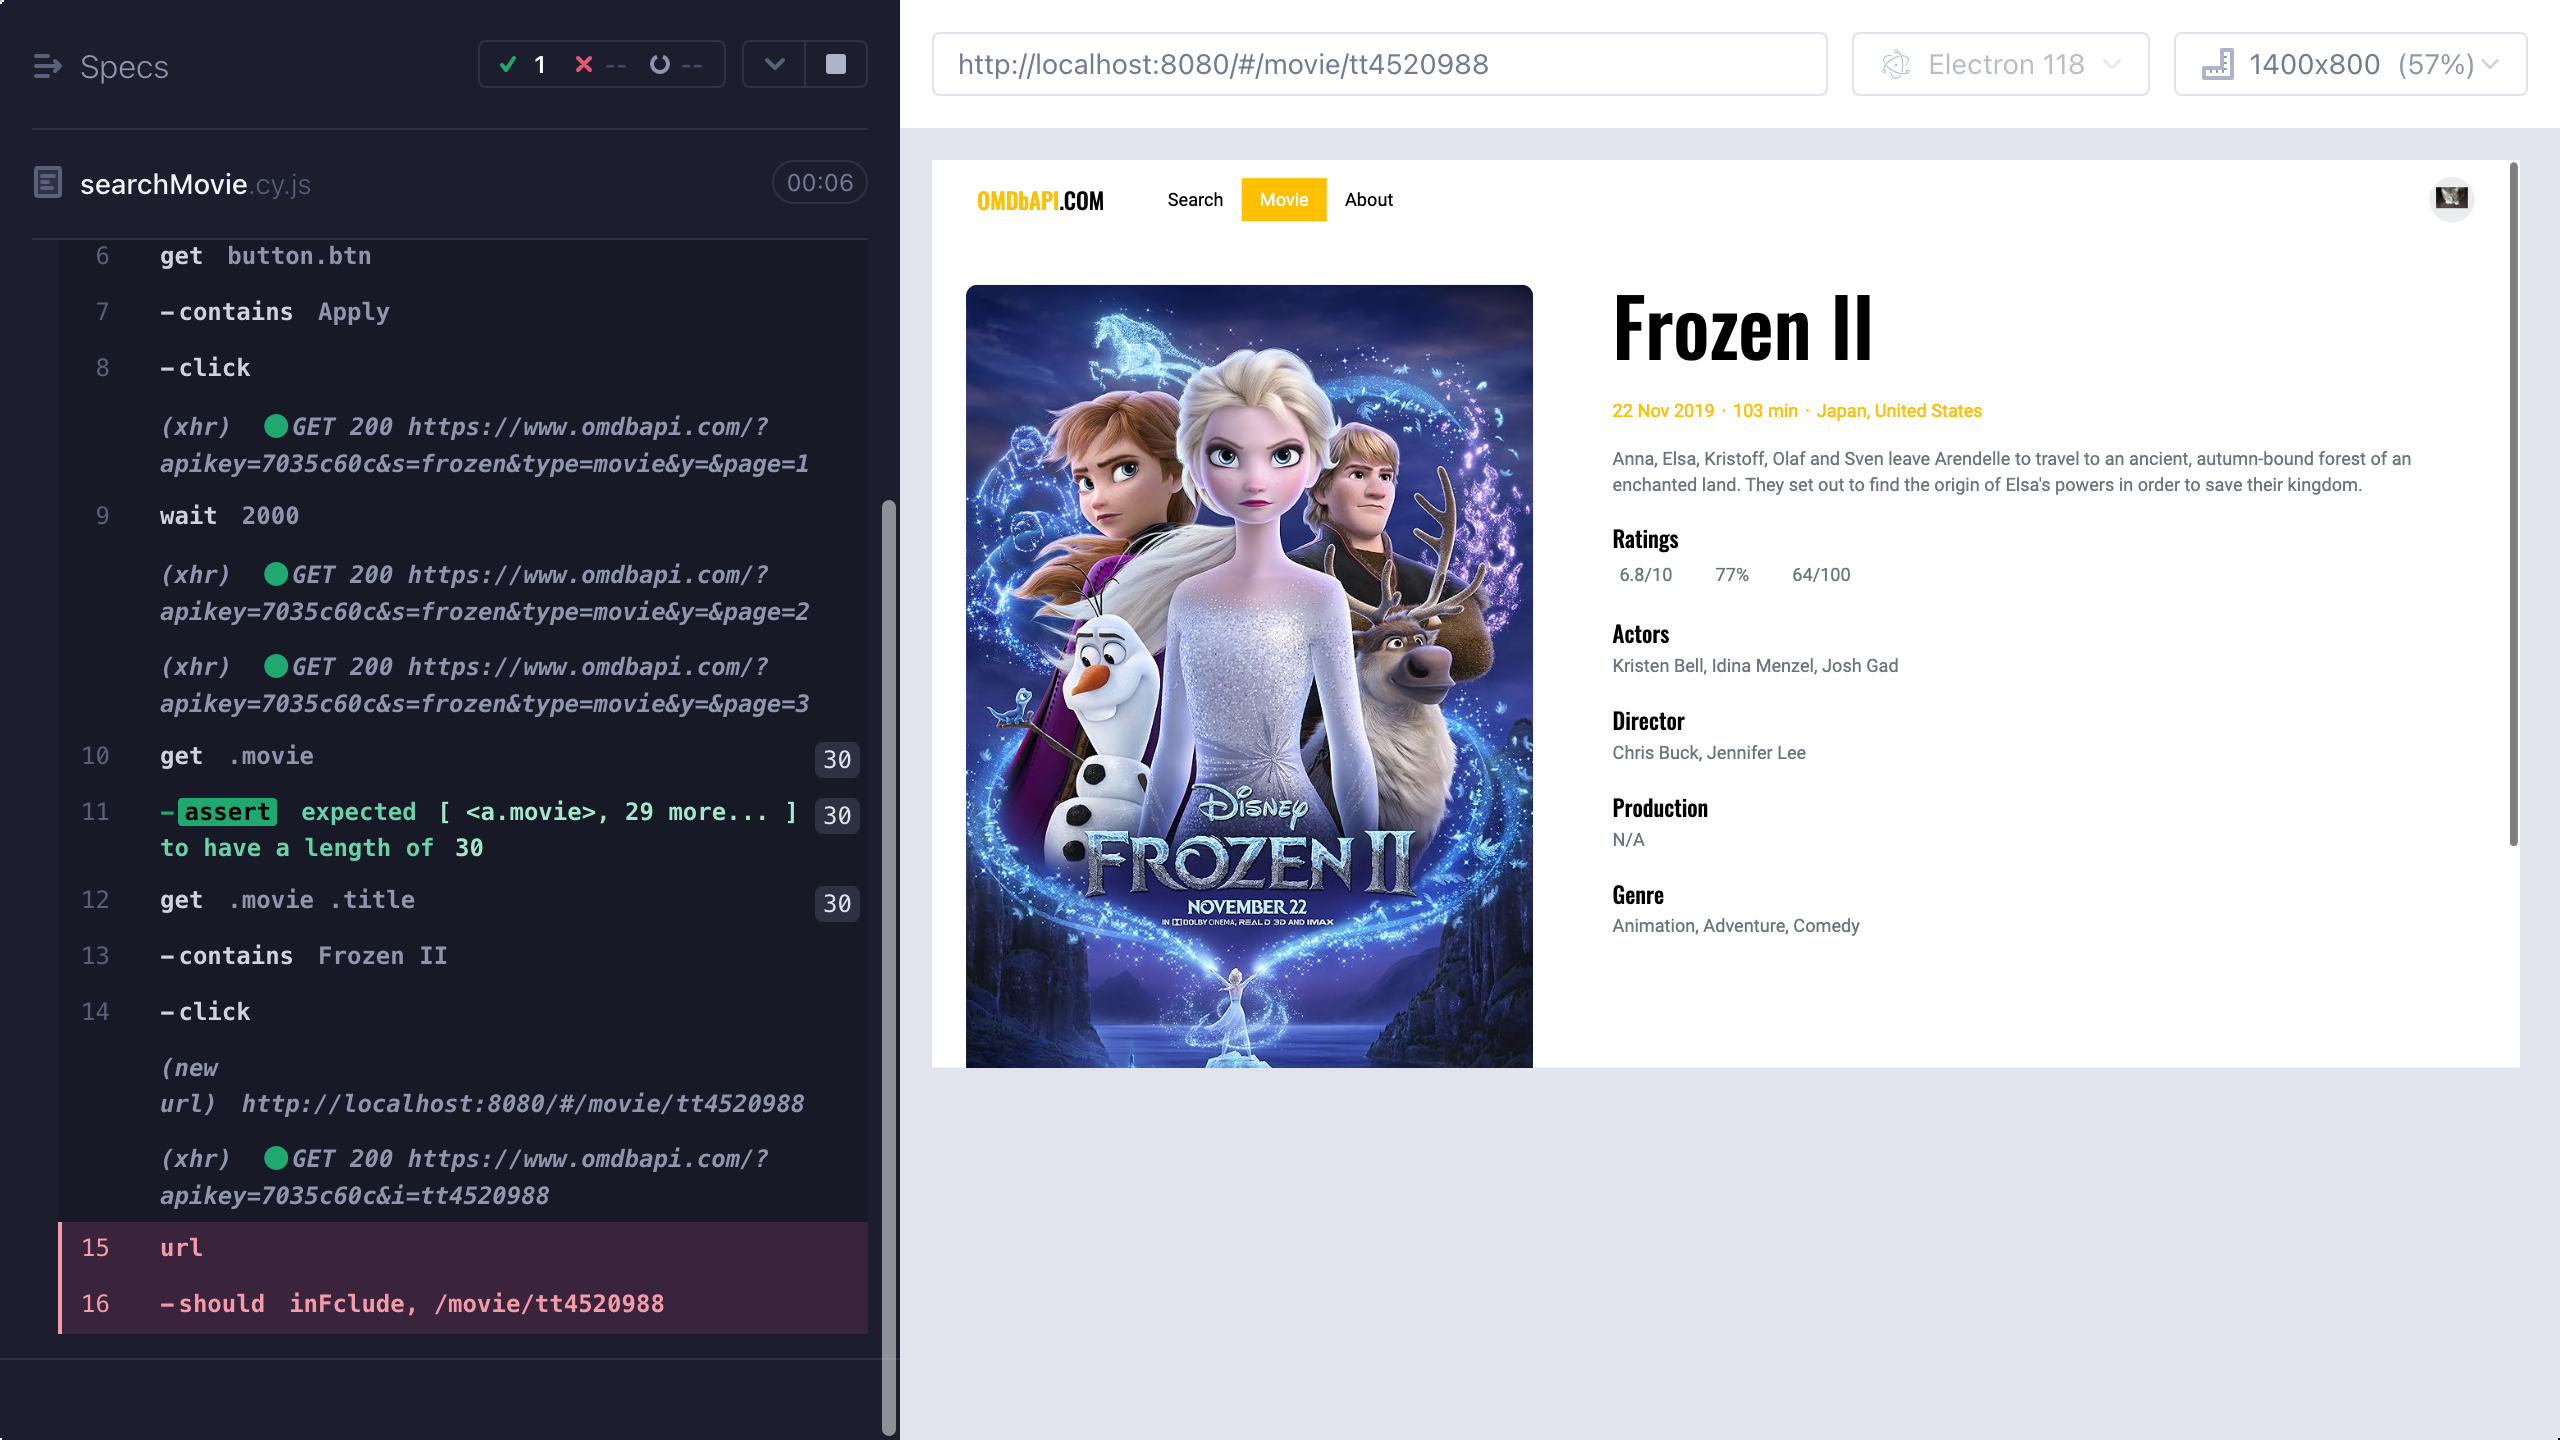 Specs
1 -- --
searchMovie.cy.js
00:06
6 get button.btn
7 -contains Apply
8 -click
(xhr) GET 200 https://www.omdbapi.com/?
apikey=7035c60c&s=frozen&type=movie&y=&page=1
9 wait 2000
(xhr) GET 200 https://www.omdbapi.com/?
apikey=7035c60c&s=frozen&type=movie&y=&page=2
(xhr) GET 200 https://www.omdbapi.com/?
apikey=7035c60c&s=frozen&type=movie&y=&page=3
10 get .movie 30
11 -assert expected [ <a.movie>, 29 more... ] 30
to have a length of 30
12 get .movie .title 30
13 -contains Frozen II
14 -click
(new
url) http://localhost:8080/#/movie/tt4520988
(xhr) GET 200 https://www.omdbapi.com/?
apikey=7035c60c&i=tt4520988
15 url
16 -should inFclude, /movie/tt4520988
http://localhost:8080/#/movie/tt4520988
Electron 118
1400x800 (57%)
OMDbAPI.COM
Search
Movie
About
DISNEY
FROZEN II
NOVEMBER 22
IN DOLBY CINEMA, REAL D 3D AND IMAX
Frozen II
22 Nov 2019 · 103 min · Japan, United States
Anna, Elsa, Kristoff, Olaf and Sven leave Arendelle to travel to an ancient, autumn-bound forest of an
enchanted land. They set out to find the origin of Elsa's powers in order to save their kingdom.
Ratings
6.8/10 77% 64/100
Actors
Kristen Bell, Idina Menzel, Josh Gad
Director
Chris Buck, Jennifer Lee
Production
N/A
Genre
Animation, Adventure, Comedy